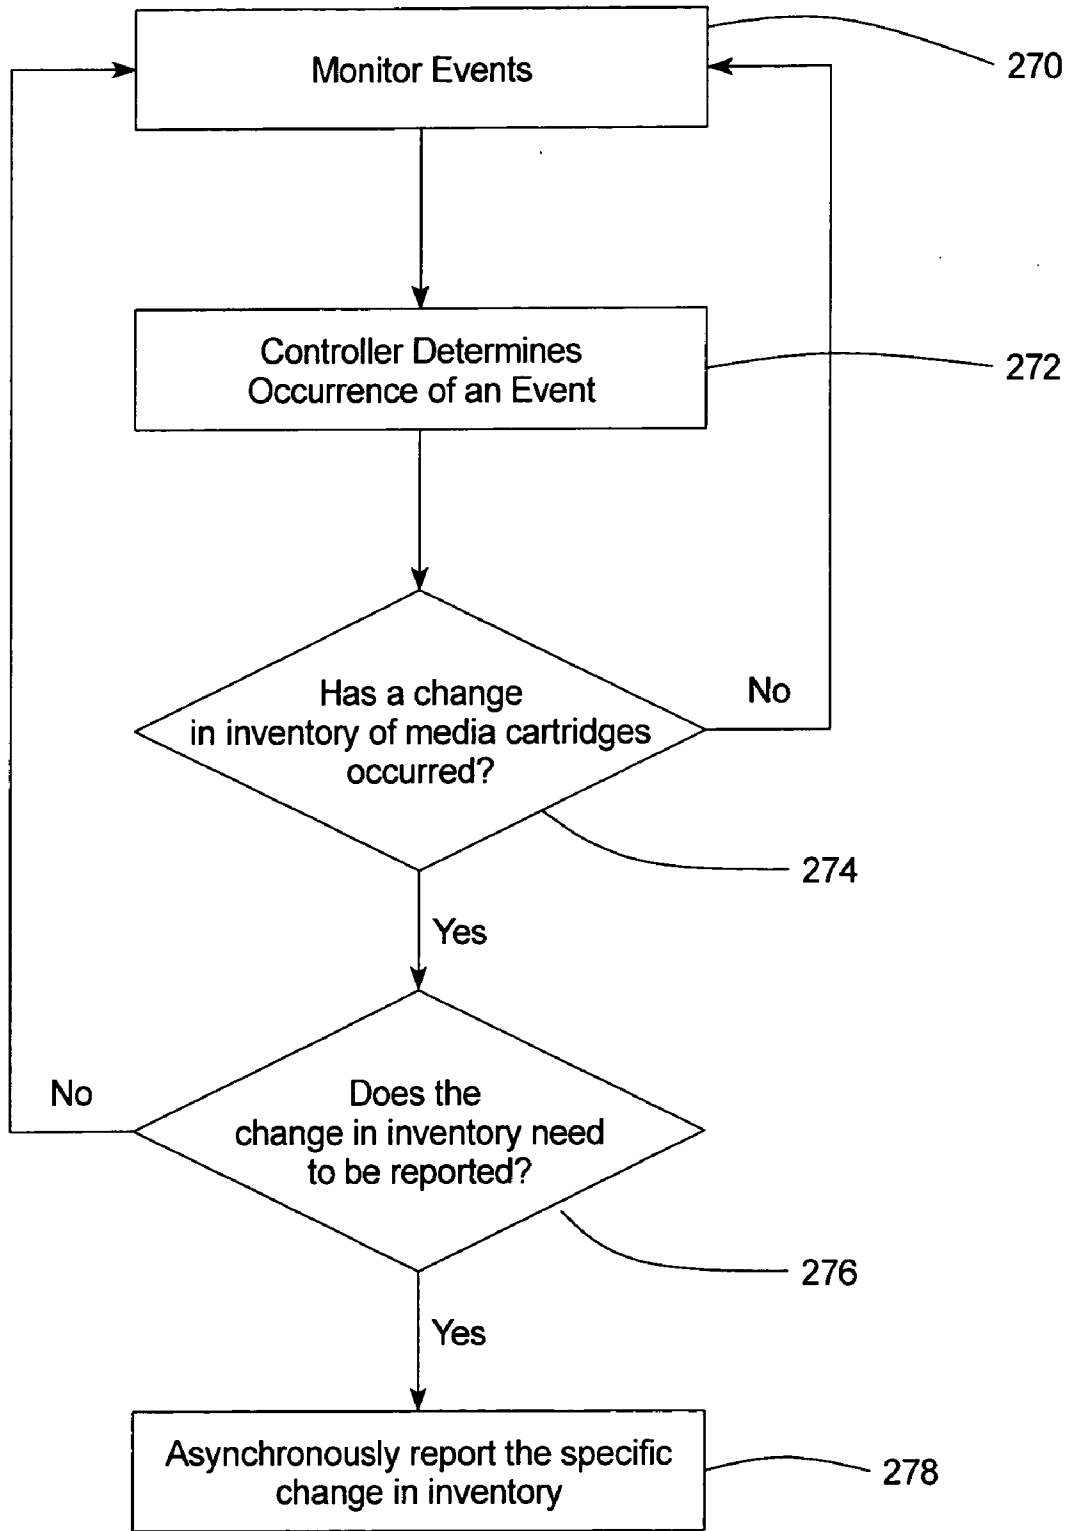 Monitor Events
270
Controller Determines
Occurrence of an Event
272
Has a change
in inventory of media cartridges
occurred?
No
274
Yes
Does the
change in inventory need
to be reported?
No
276
Yes
Asynchronously report the specific
change in inventory
278